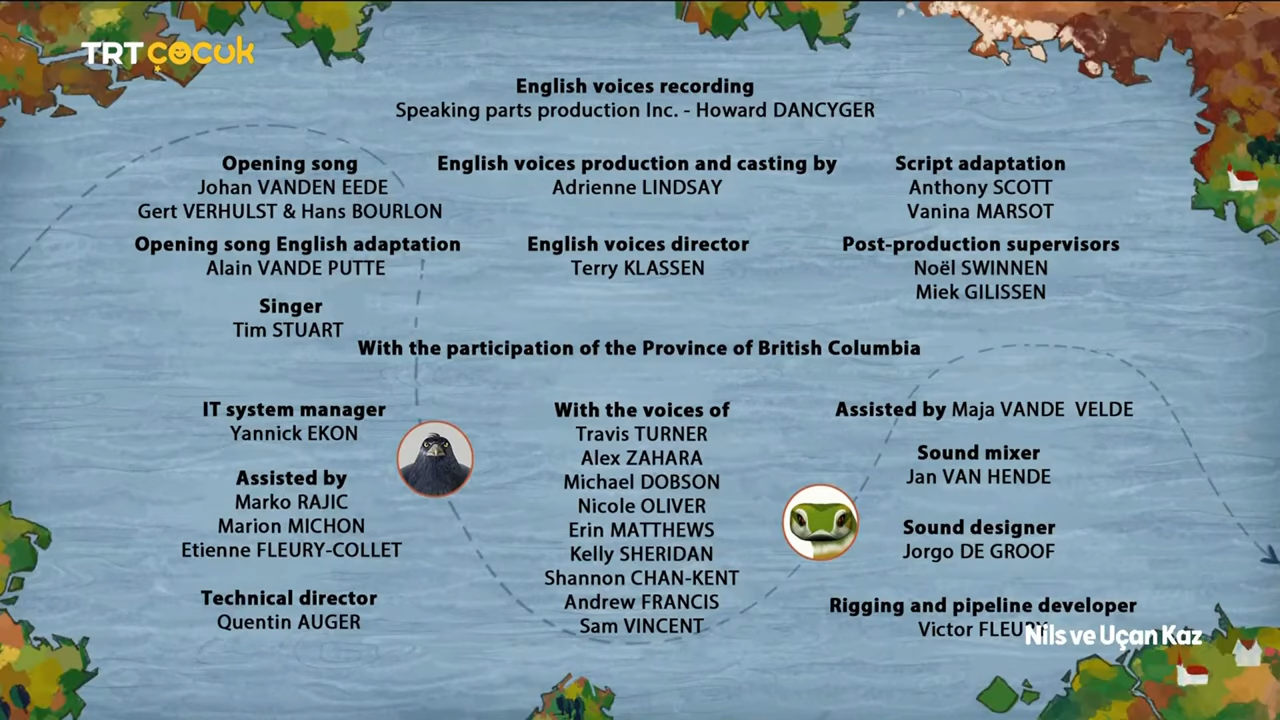 TRT çocuk
English voices recording
Speaking parts production Inc. - Howard DANCYGER
Opening song
Johan VANDEN EEDE
Gert VERHULST & Hans BOURLON
Opening song English adaptation
Alain VANDE PUTTE
Singer
Tim STUART
English voices production and casting by
Adrienne LINDSAY
English voices director
Terry KLASSEN
Script adaptation
Anthony SCOTT
Vanina MARSOT
Post-production supervisors
Noël SWINNEN
Miek GILISSEN
With the participation of the Province of British Columbia
IT system manager
Yannick EKON
Assisted by
Marko RAJIC
Marion MICHON
Etienne FLEURY-COLLET
Technical director
Quentin AUGER
With the voices of
Travis TURNER
Alex ZAHARA
Michael DOBSON
Nicole OLIVER
Erin MATTHEWS
Kelly SHERIDAN
Shannon CHAN-KENT
Andrew FRANCIS
Sam VINCENT
Assisted by Maja VANDE VELDE
Sound mixer
Jan VAN HENDE
Sound designer
Jorgo DE GROOF
Rigging and pipeline developer
Victor FLEURY
Nils ve Uçan Kaz